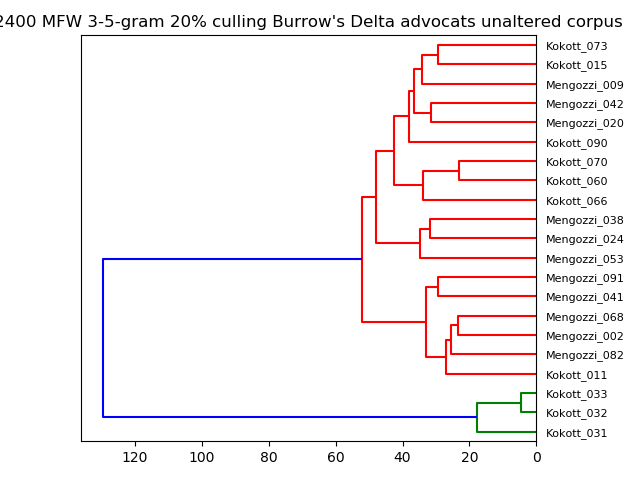 2400 MFW 3-5-gram 20% culling Burrow's Delta advocats unaltered corpus
Kokott_073
Kokott_015
Mengozzi_009
Mengozzi_042
Mengozzi_020
Kokott_090
Kokott_070
Kokott_060
Kokott_066
Mengozzi_038
Mengozzi_024
Mengozzi_053
Mengozzi_091
Mengozzi_041
Mengozzi_068
Mengozzi_002
Mengozzi_082
Kokott_011
Kokott_033
Kokott_032
Kokott_031
120 100 80 60 40 20 0